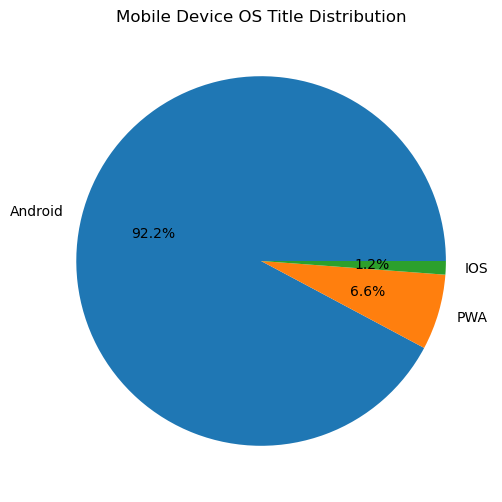 Mobile Device OS Title Distribution
Android
92.2%
1.2%
IOS
6.6%
PWA